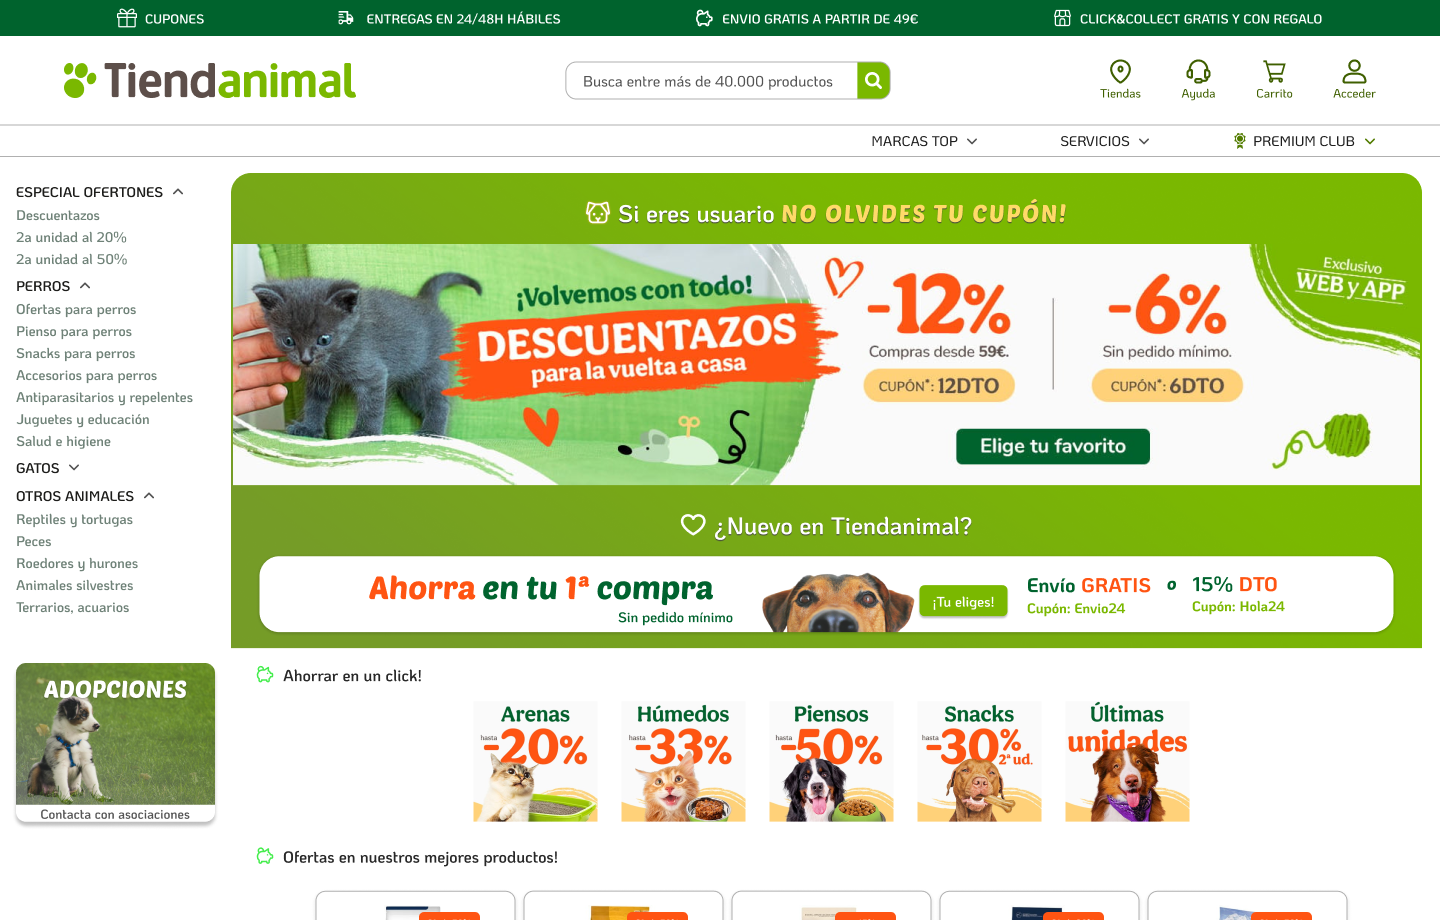 CUPONES
ENTREGAS EN 24/48H HÁBILES
ENVIO GRATIS A PARTIR DE 49€
CLICK&COLLECT GRATIS Y CON REGALO
Tiendanimal
Busca entre más de 40.000 productos
Tiendas
Ayuda
Carrito
Acceder
MARCAS TOP
SERVICIOS
PREMIUM CLUB
ESPECIAL OFERTONES
Descuentazos
2a unidad al 20%
2a unidad al 50%
PERROS
Ofertas para perros
Pienso para perros
Snacks para perros
Accesorios para perros
Antiparasitarios y repelentes
Juguetes y educación
Salud e higiene
GATOS
OTROS ANIMALES
Reptiles y tortugas
Peces
Roedores y hurones
Animales silvestres
Terrarios, acuarios
ADOPCIONES
Contacta con asociaciones
Si eres usuario NO OLVIDES TU CUPÓN!
¡Volvemos con todo!
DESCUENTAZOS
para la vuelta a casa
-12%
Compras desde 59€.
CUPÓN*: 12DTO
-6%
Sin pedido mínimo.
CUPÓN*: 6DTO
Exclusivo
WEB y APP
Elige tu favorito
¿Nuevo en Tiendanimal?
Ahorra en tu 1ª compra
Sin pedido mínimo
¡Tu eliges!
Envío GRATIS
Cupón: Envio24
o
15% DTO
Cupón: Hola24
Ahorrar en un click!
Arenas
hasta
-20%
Húmedos
hasta
-33%
Piensos
hasta
-50%
Snacks
hasta
-30%
2ª ud.
Últimas
unidades
Ofertas en nuestros mejores productos!